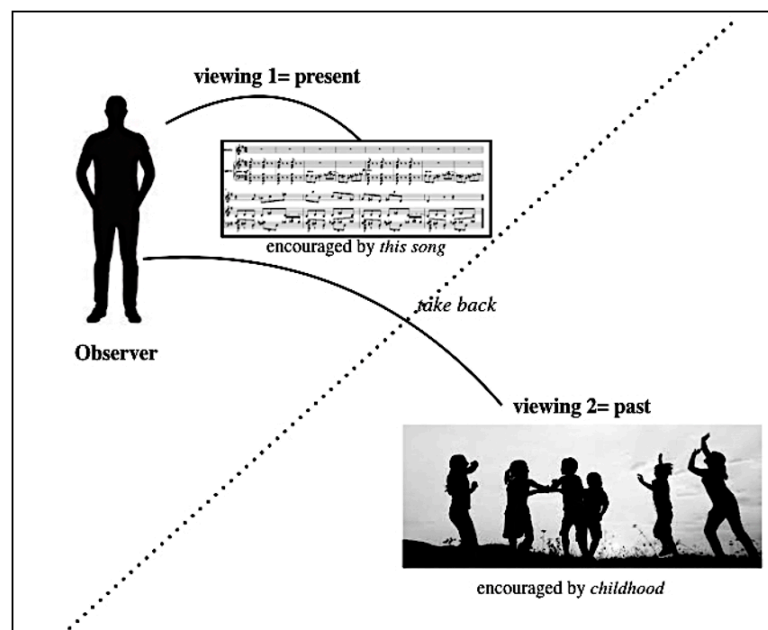 viewing 1= present
encouraged by this song
take back
Observer
viewing 2= past
encouraged by childhood